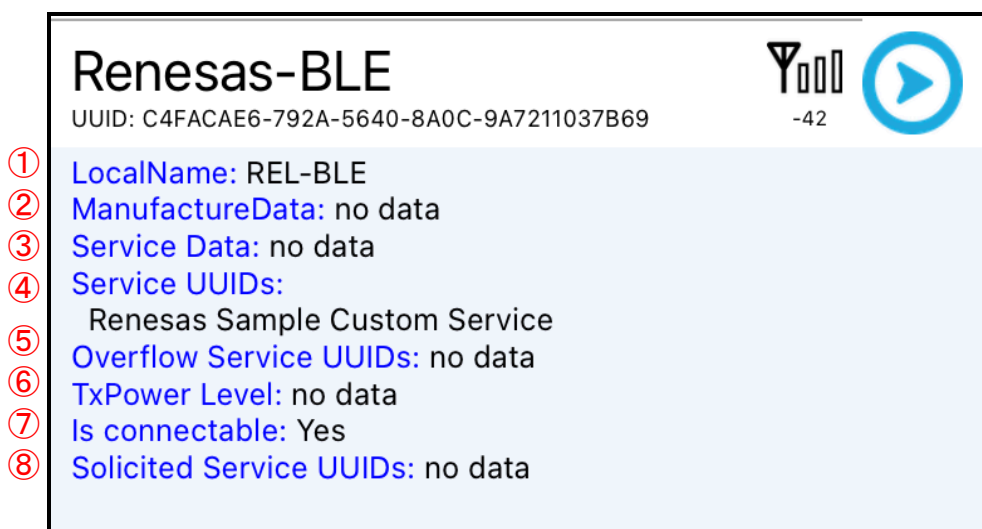 Renesas-BLE
UUID: C4FACAE6-792A-5640-8A0C-9A7211037B69
-42
① LocalName: REL-BLE
② ManufactureData: no data
③ Service Data: no data
④ Service UUIDs:
Renesas Sample Custom Service
⑤ Overflow Service UUIDs: no data
⑥ TxPower Level: no data
⑦ Is connectable: Yes
⑧ Solicited Service UUIDs: no data